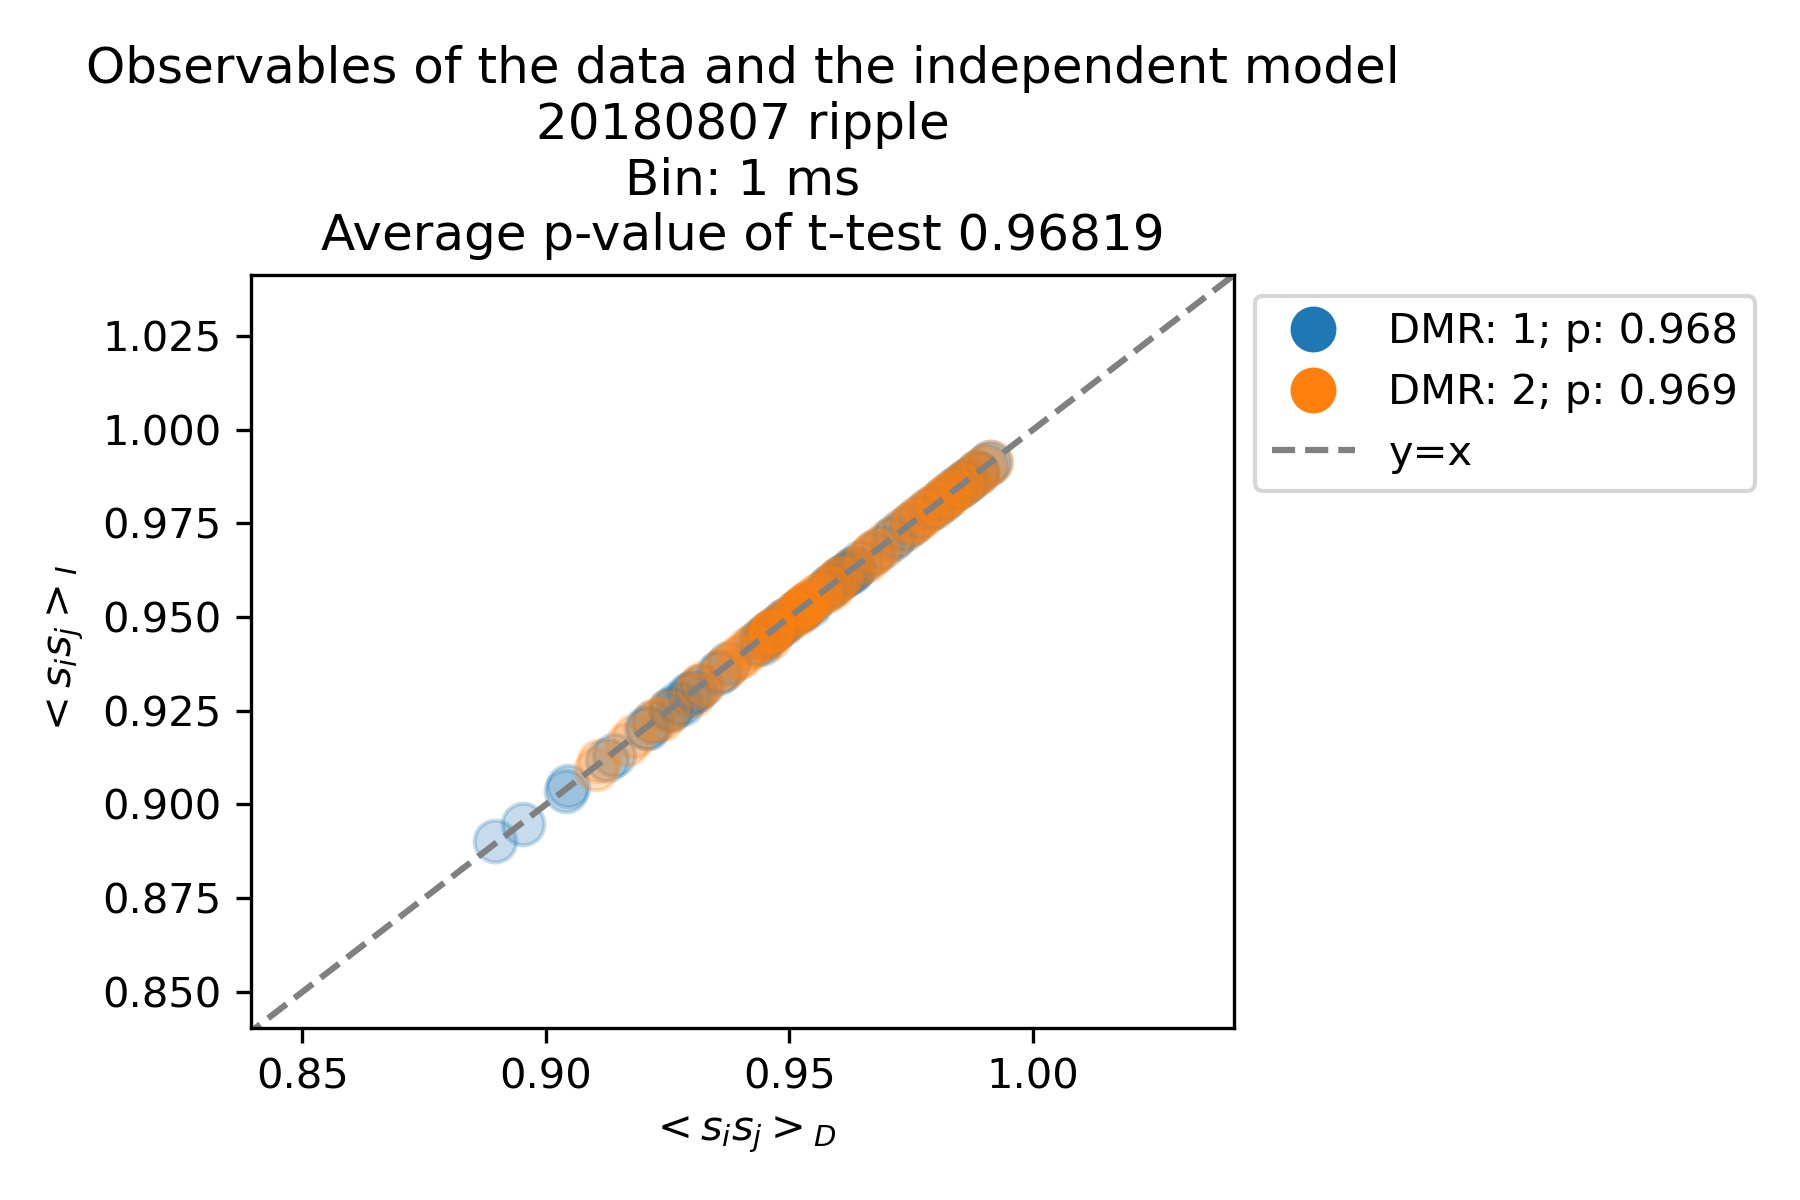 Observables of the data and the independent model
20180807 ripple
Bin: 1 ms
Average p-value of t-test 0.96819
DMR: 1; p: 0.968
DMR: 2; p: 0.969
y=x
1.025
1.000
0.975
0.950
0.925
0.900
0.875
0.850
< s_i s_j >_I
0.85 0.90 0.95 1.00
< s_i s_j >_D